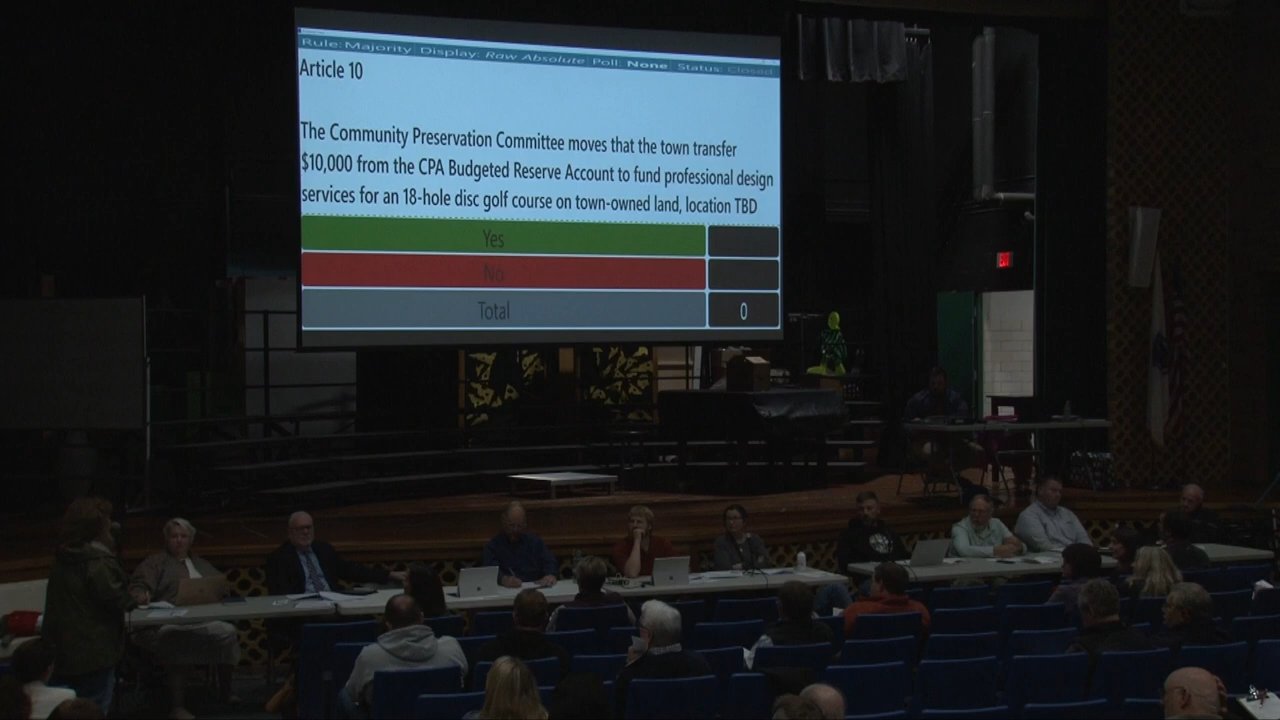 Rule: Majority Display: Raw Absolute Poll: None Status: Closed
Article 10
The Community Preservation Committee moves that the town transfer
$10,000 from the CPA Budgeted Reserve Account to fund professional design
services for an 18-hole disc golf course on town-owned land, location TBD
Yes
No
Total 0